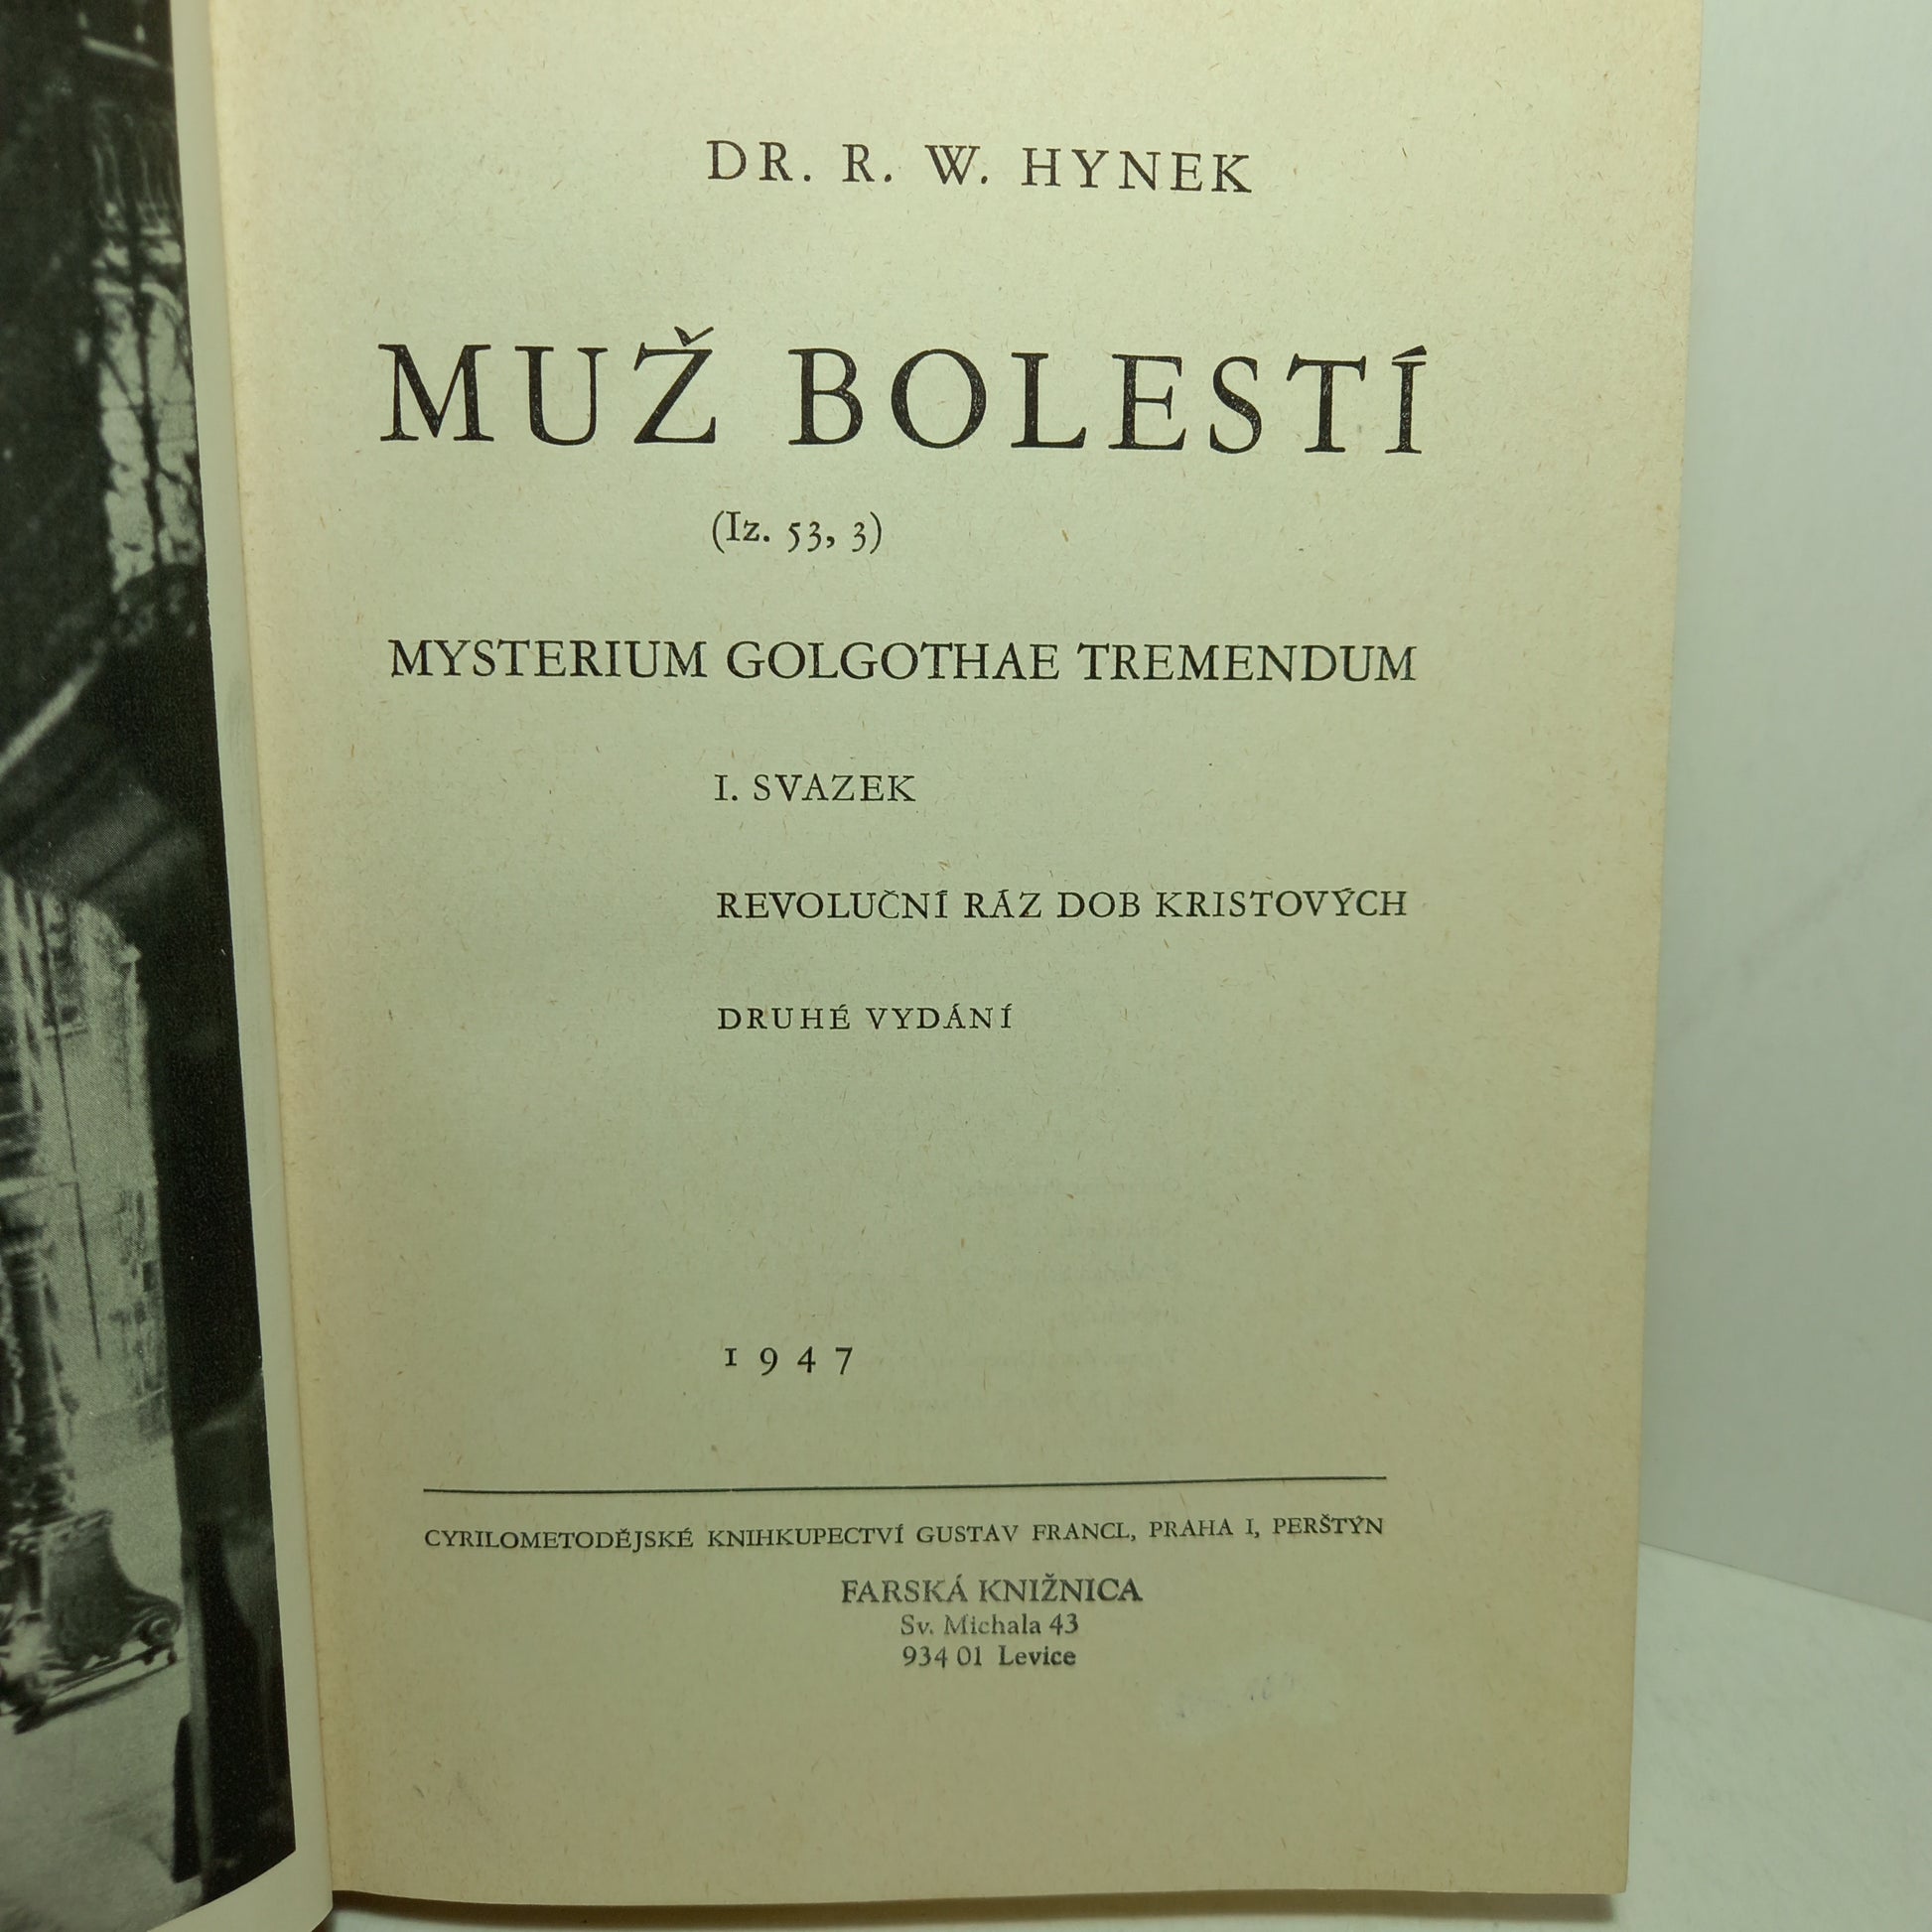 DR. R. W. HYNEK
MUŽ BOLESTÍ
(Iz. 53, 3)
MYSTERIUM GOLGOTHAE TREMENDUM
I. SVAZEK
REVOLUČNÍ RÁZ DOB KRISTOVÝCH
DRUHÉ VYDÁNÍ
1947
CYRILOMETODĚJSKÉ KNIHKUPECTVÍ GUSTAV FRANCL, PRAHA I, PERŠTÝN
FARSKÁ KNIŽNICA
Sv. Michala 43
934 01 Levice